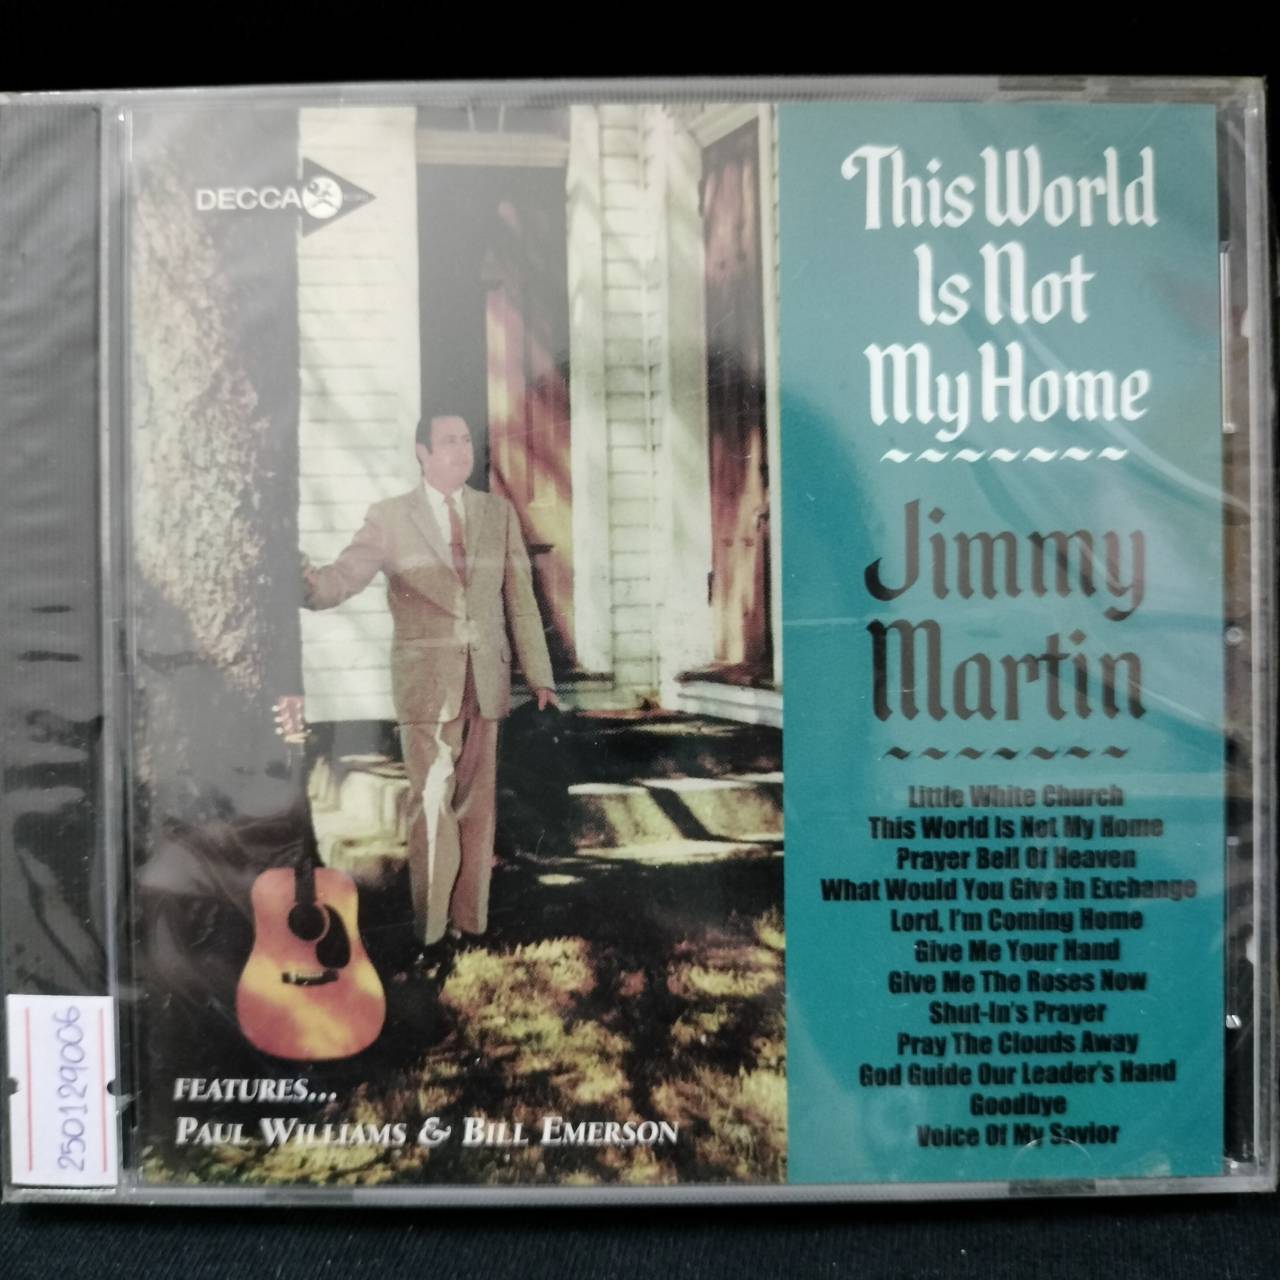 DECCA
This World
Is Not
My Home
Jimmy
Martin
Little White Church
This World Is Not My Home
Prayer Bell Of Heaven
What Would You Give In Exchange
Lord, I'm Coming Home
Give Me Your Hand
Give Me The Roses Now
Shut-In's Prayer
Pray The Clouds Away
God Guide Our Leader's Hand
Goodbye
Voice Of My Savior
FEATURES...
PAUL WILLIAMS & BILL EMERSON
250129006